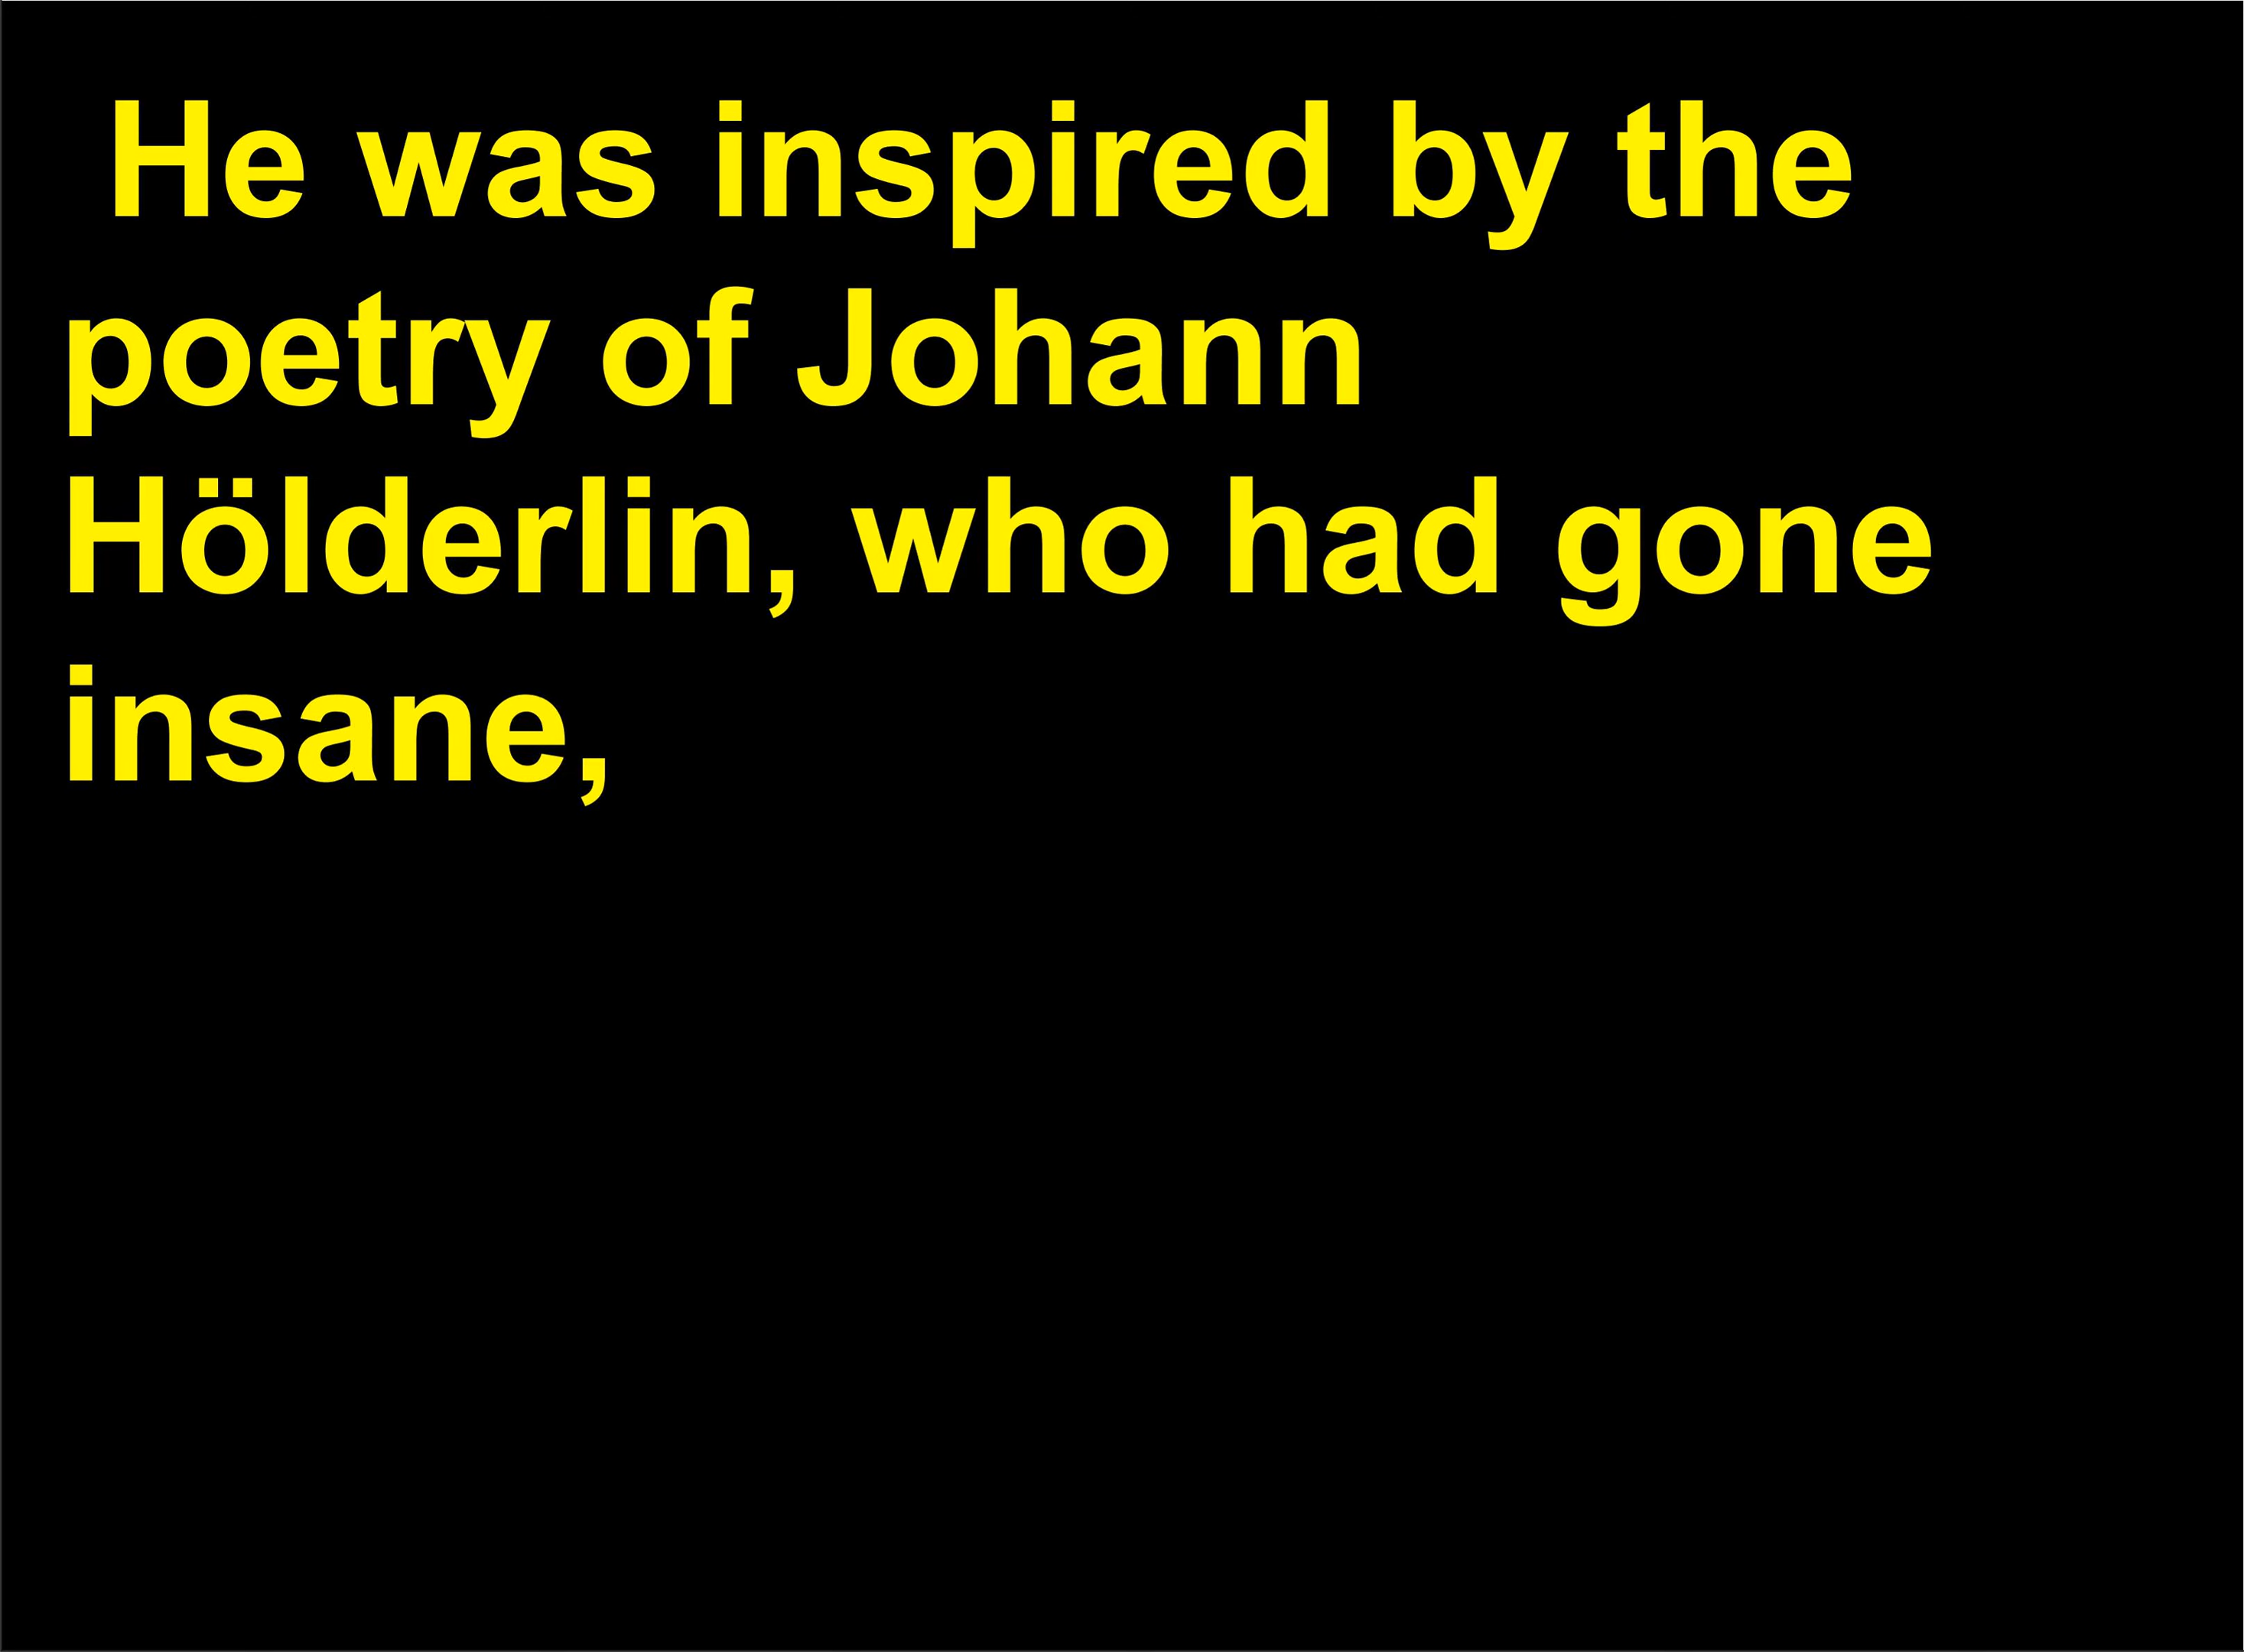 He was inspired by the
poetry of Johann
Hölderlin, who had gone
insane,